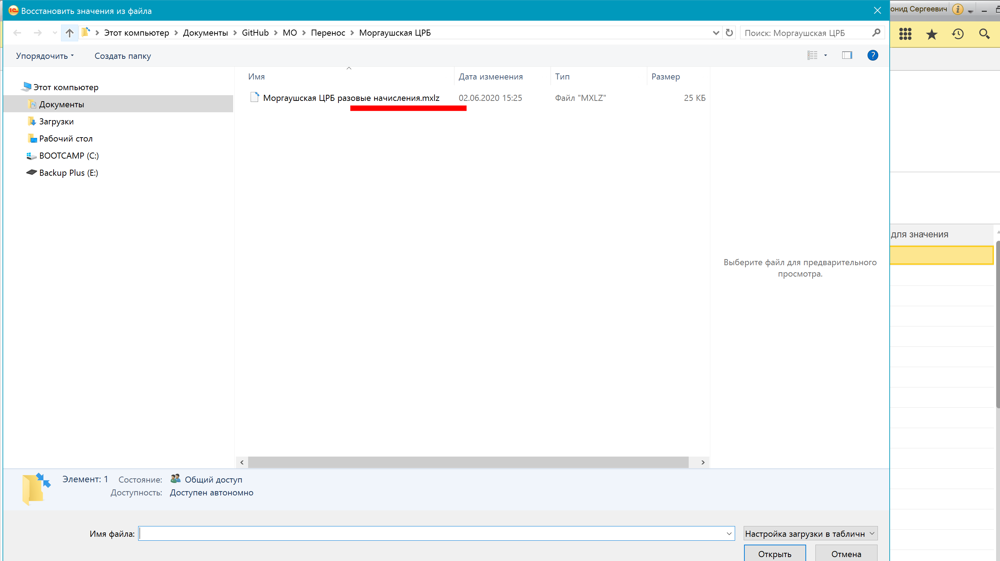 1С Восстановить значения из файла
онид Сергеевич
Этот компьютер > Документы > GitHub > МО > Перенос > Моргаушская ЦРБ
Поиск: Моргаушская ЦРБ
Упорядочить
Создать папку
Имя
Дата изменения
Тип
Размер
Моргаушская ЦРБ разовые начисления.mxlz
02.06.2020 15:25
Файл "MXLZ"
25 КБ
Этот компьютер
Документы
Загрузки
Рабочий стол
BOOTCAMP (C:)
Backup Plus (E:)
для значения
Выберите файл для предварительного
просмотра.
Элемент: 1
Состояние:
Общий доступ
Доступность:
Доступен автономно
Имя файла:
Настройка загрузки в табличн
Открыть
Отмена